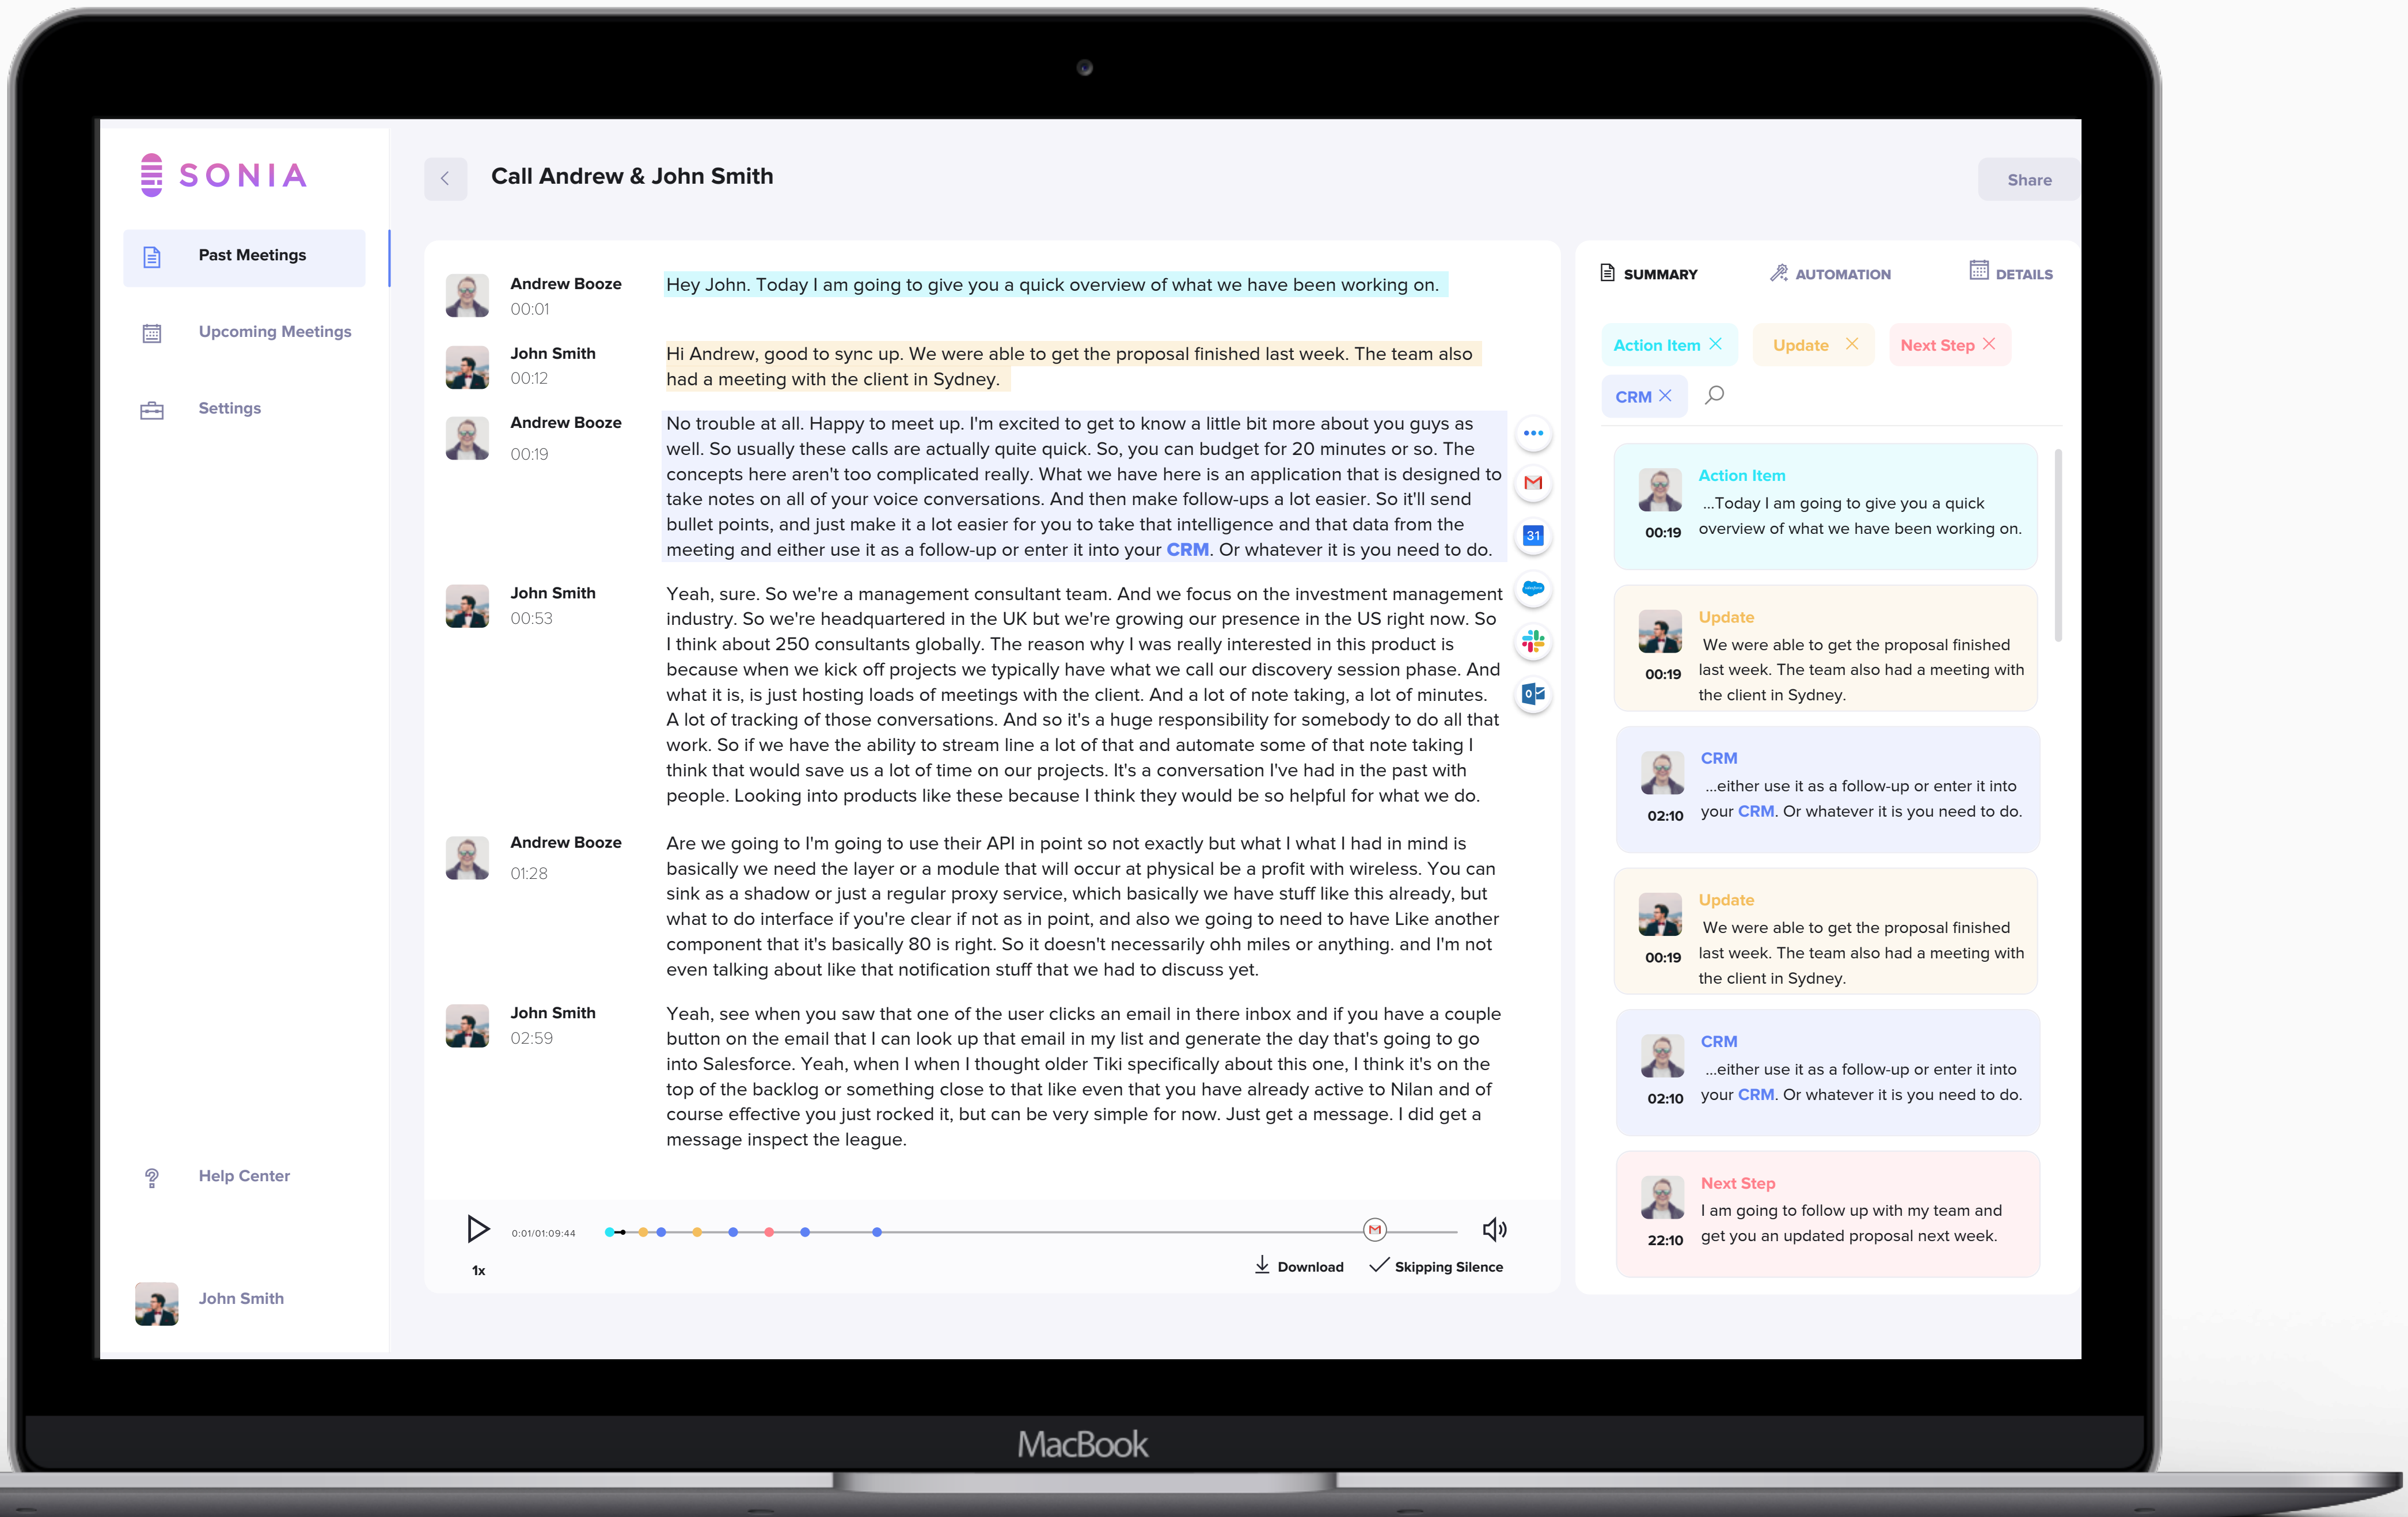 SONIA
Past Meetings
Upcoming Meetings
Settings
Help Center
John Smith
Call Andrew & John Smith
Share
Andrew Booze
00:01
Hey John. Today I am going to give you a quick overview of what we have been working on.
John Smith
00:12
Hi Andrew, good to sync up. We were able to get the proposal finished last week. The team also
had a meeting with the client in Sydney.
Andrew Booze
00:19
No trouble at all. Happy to meet up. I'm excited to get to know a little bit more about you guys as
well. So usually these calls are actually quite quick. So, you can budget for 20 minutes or so. The
concepts here aren't too complicated really. What we have here is an application that is designed to
take notes on all of your voice conversations. And then make follow-ups a lot easier. So it'll send
bullet points, and just make it a lot easier for you to take that intelligence and that data from the
meeting and either use it as a follow-up or enter it into your CRM. Or whatever it is you need to do.
31
John Smith
00:53
Yeah, sure. So we're a management consultant team. And we focus on the investment management
industry. So we're headquartered in the UK but we're growing our presence in the US right now. So
I think about 250 consultants globally. The reason why I was really interested in this product is
because when we kick off projects we typically have what we call our discovery session phase. And
what it is, is just hosting loads of meetings with the client. And a lot of note taking, a lot of minutes.
A lot of tracking of those conversations. And so it's a huge responsibility for somebody to do all that
work. So if we have the ability to stream line a lot of that and automate some of that note taking I
think that would save us a lot of time on our projects. It's a conversation I've had in the past with
people. Looking into products like these because I think they would be so helpful for what we do.
Andrew Booze
01:28
Are we going to I'm going to use their API in point so not exactly but what I what I had in mind is
basically we need the layer or a module that will occur at physical be a profit with wireless. You can
sink as a shadow or just a regular proxy service, which basically we have stuff like this already, but
what to do interface if you're clear if not as in point, and also we going to need to have Like another
component that it's basically 80 is right. So it doesn't necessarily ohh miles or anything. and I'm not
even talking about like that notification stuff that we had to discuss yet.
John Smith
02:59
Yeah, see when you saw that one of the user clicks an email in there inbox and if you have a couple
button on the email that I can look up that email in my list and generate the day that's going to go
into Salesforce. Yeah, when I when I thought older Tiki specifically about this one, I think it's on the
top of the backlog or something close to that like even that you have already active to Nilan and of
course effective you just rocked it, but can be very simple for now. Just get a message. I did get a
message inspect the league.
0:01/01:09:44
1x
Download
Skipping Silence
SUMMARY
AUTOMATION
DETAILS
Action Item
Update
Next Step
CRM
Action Item
00:19
...Today I am going to give you a quick
overview of what we have been working on.
Update
00:19
We were able to get the proposal finished
last week. The team also had a meeting with
the client in Sydney.
CRM
02:10
...either use it as a follow-up or enter it into
your CRM. Or whatever it is you need to do.
Update
00:19
We were able to get the proposal finished
last week. The team also had a meeting with
the client in Sydney.
CRM
02:10
...either use it as a follow-up or enter it into
your CRM. Or whatever it is you need to do.
Next Step
22:10
I am going to follow up with my team and
get you an updated proposal next week.
MacBook